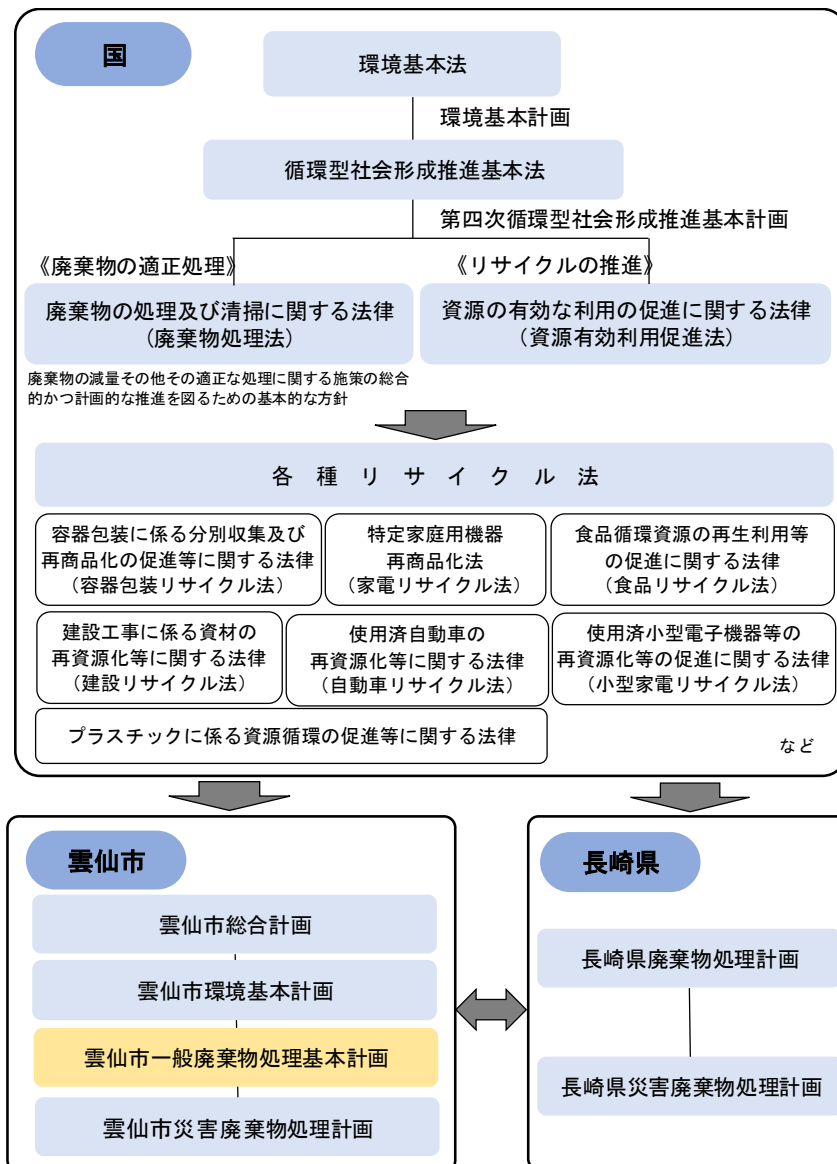 国
環境基本法
環境基本計画
循環型社会形成推進基本法
第四次循環型社会形成推進基本計画
《廃棄物の適正処理》
《リサイクルの推進》
廃棄物の処理及び清掃に関する法律
(廃棄物処理法)
資源の有効な利用の促進に関する法律
(資源有効利用促進法)
廃棄物の減量その他その適正な処理に関する施策の総合
的かつ計画的な推進を図るための基本的な方針
各種リサイクル法
容器包装に係る分別収集及び
再商品化の促進等に関する法律
(容器包装リサイクル法)
特定家庭用機器
再商品化法
(家電リサイクル法)
食品循環資源の再生利用等
の促進に関する法律
(食品リサイクル法)
建設工事に係る資材の
再資源化等に関する法律
(建設リサイクル法)
使用済自動車の
再資源化等に関する法律
(自動車リサイクル法)
使用済小型電子機器等の
再資源化等の促進に関する法律
(小型家電リサイクル法)
プラスチックに係る資源循環の促進等に関する法律
など
雲仙市
雲仙市総合計画
雲仙市環境基本計画
雲仙市一般廃棄物処理基本計画
雲仙市災害廃棄物処理計画
長崎県
長崎県廃棄物処理計画
長崎県災害廃棄物処理計画